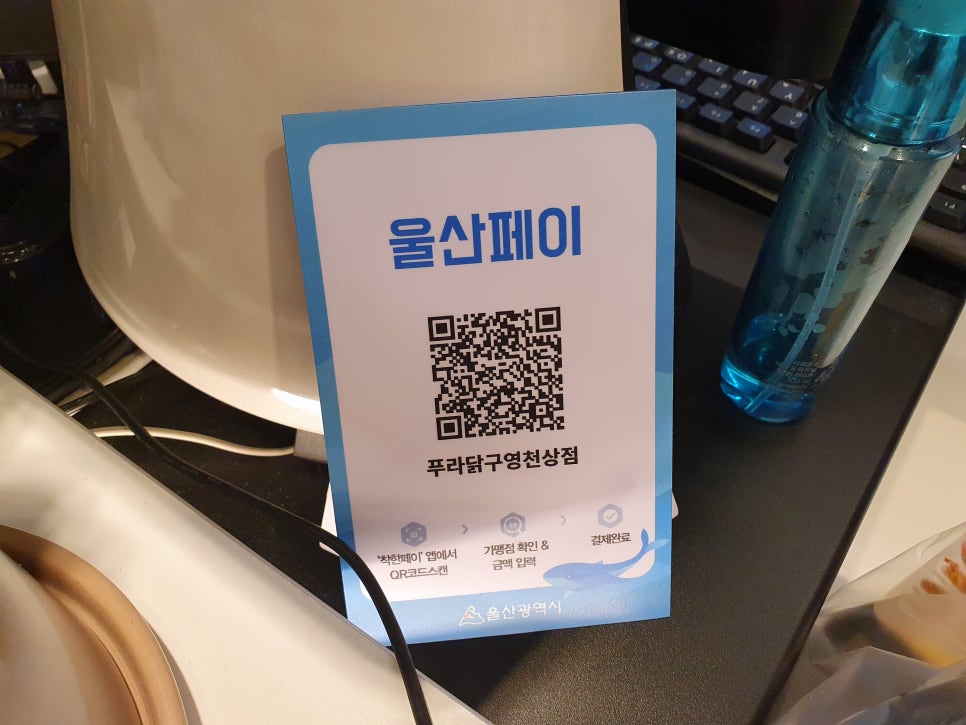 울산페이
푸라닭구영천상점
'착한페이' 앱에서
QR코드스캔
가맹점 확인 &
금액 입력
결제완료
울산광역시